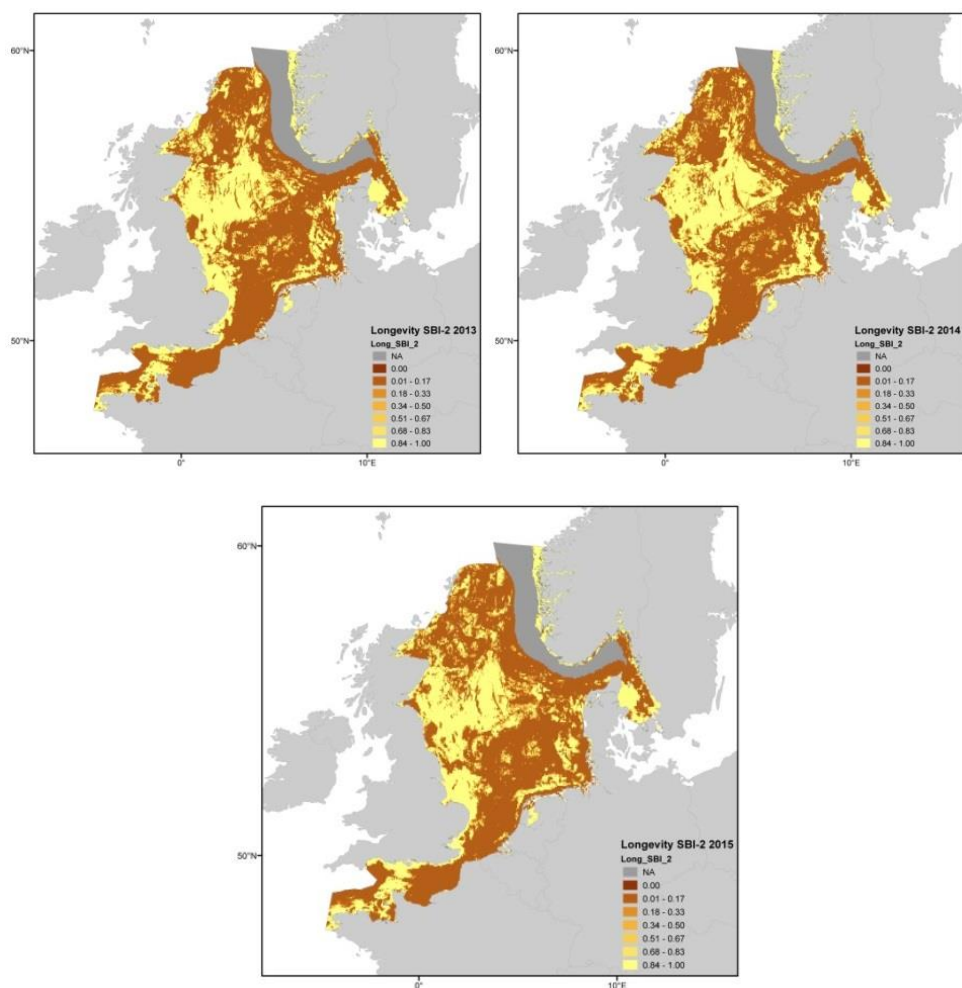 60°N
50°N
Longevity SBI-2 2013
Long_SBI_2
NA
0.00
0.01 - 0.17
0.18 - 0.33
0.34 - 0.50
0.51 - 0.67
0.68 - 0.83
0.84 - 1.00
0°
10°E
60°N
50°N
Longevity SBI-2 2014
Long_SBI_2
NA
0.00
0.01 - 0.17
0.18 - 0.33
0.34 - 0.50
0.51 - 0.67
0.68 - 0.83
0.84 - 1.00
0°
10°E
60°N
50°N
Longevity SBI-2 2015
Long_SBI_2
NA
0.00
0.01 - 0.17
0.18 - 0.33
0.34 - 0.50
0.51 - 0.67
0.68 - 0.83
0.84 - 1.00
0°
10°E